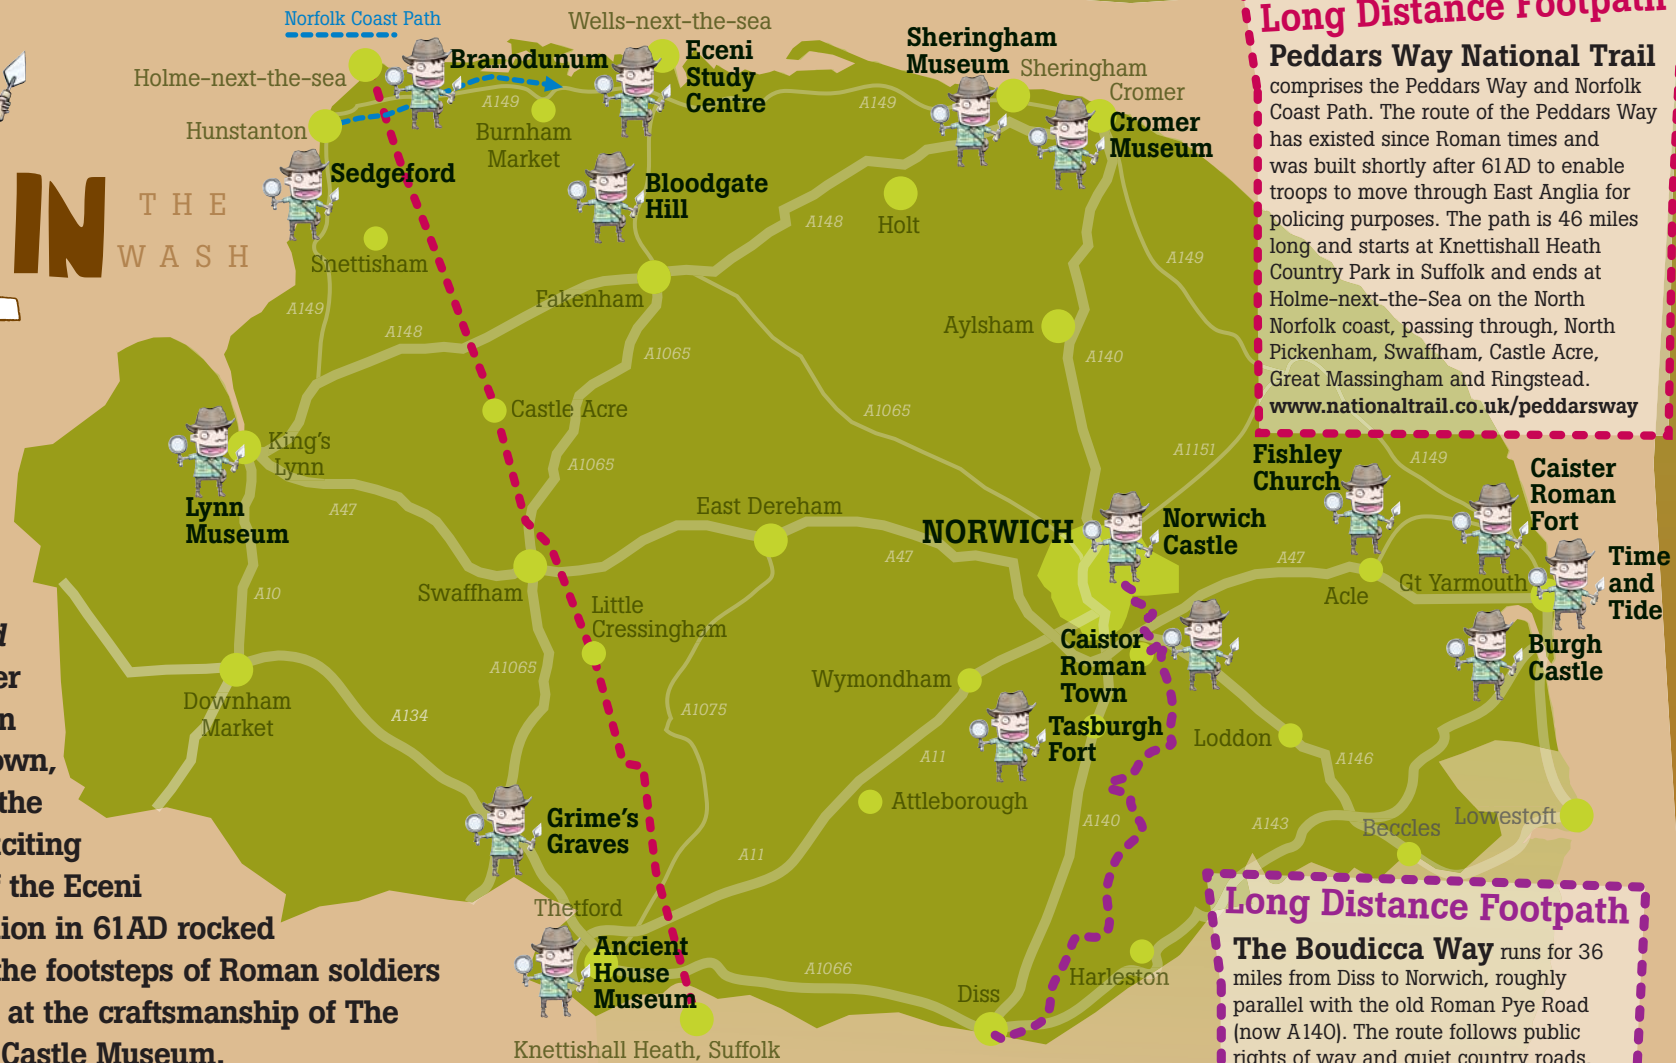 Norfolk Coast Path
Wells-next-the-sea
Holme-next-the-sea
Branodunum
Eceni
Study
Centre
Sheringham
Museum
Sheringham
Cromer
Cromer
Museum
Hunstanton
A149
Burnham
Market
A149
Sedgeford
Bloodgate
Hill
IN THE
WASH
Snettisham
A148
Holt
A149
A149
Fakenham
A148
A1065
Aylsham
A140
Castle Acre
A1065
King's
Lynn
A1065
A1151
Lynn
Museum
A47
East Dereham
NORWICH
Norwich
Castle
A47
A47
Fishley
Church
A149
Caister
Roman
Fort
Time
and
Tide
Acle
Gt Yarmouth
Burgh
Castle
A10
Swaffham
Little
Cressingham
Caistor
Roman
Town
A1065
Wymondham
Downham
Market
A134
A1075
Tasburgh
Fort
Loddon
A11
A146
Attleborough
A140
A143
Beccles
Lowestoft
Grime's
Graves
A11
Thetford
Ancient
House
Museum
A1066
Harleston
Diss
Knettishall Heath, Suffolk
own,
the
f the Eceni
ion in 61AD rocked
the footsteps of Roman soldiers
at the craftsmanship of The
Castle Museum.
Long Distance Footpath
Peddars Way National Trail
comprises the Peddars Way and Norfolk
Coast Path. The route of the Peddars Way
has existed since Roman times and
was built shortly after 61AD to enable
troops to move through East Anglia for
policing purposes. The path is 46 miles
long and starts at Knettishall Heath
Country Park in Suffolk and ends at
Holme-next-the-Sea on the North
Norfolk coast, passing through, North
Pickenham, Swaffham, Castle Acre,
Great Massingham and Ringstead.
www.nationaltrail.co.uk/peddarsway
Long Distance Footpath
The Boudicca Way runs for 36
miles from Diss to Norwich, roughly
parallel with the old Roman Pye Road
(now A140). The route follows public
rights of way and quiet country roads